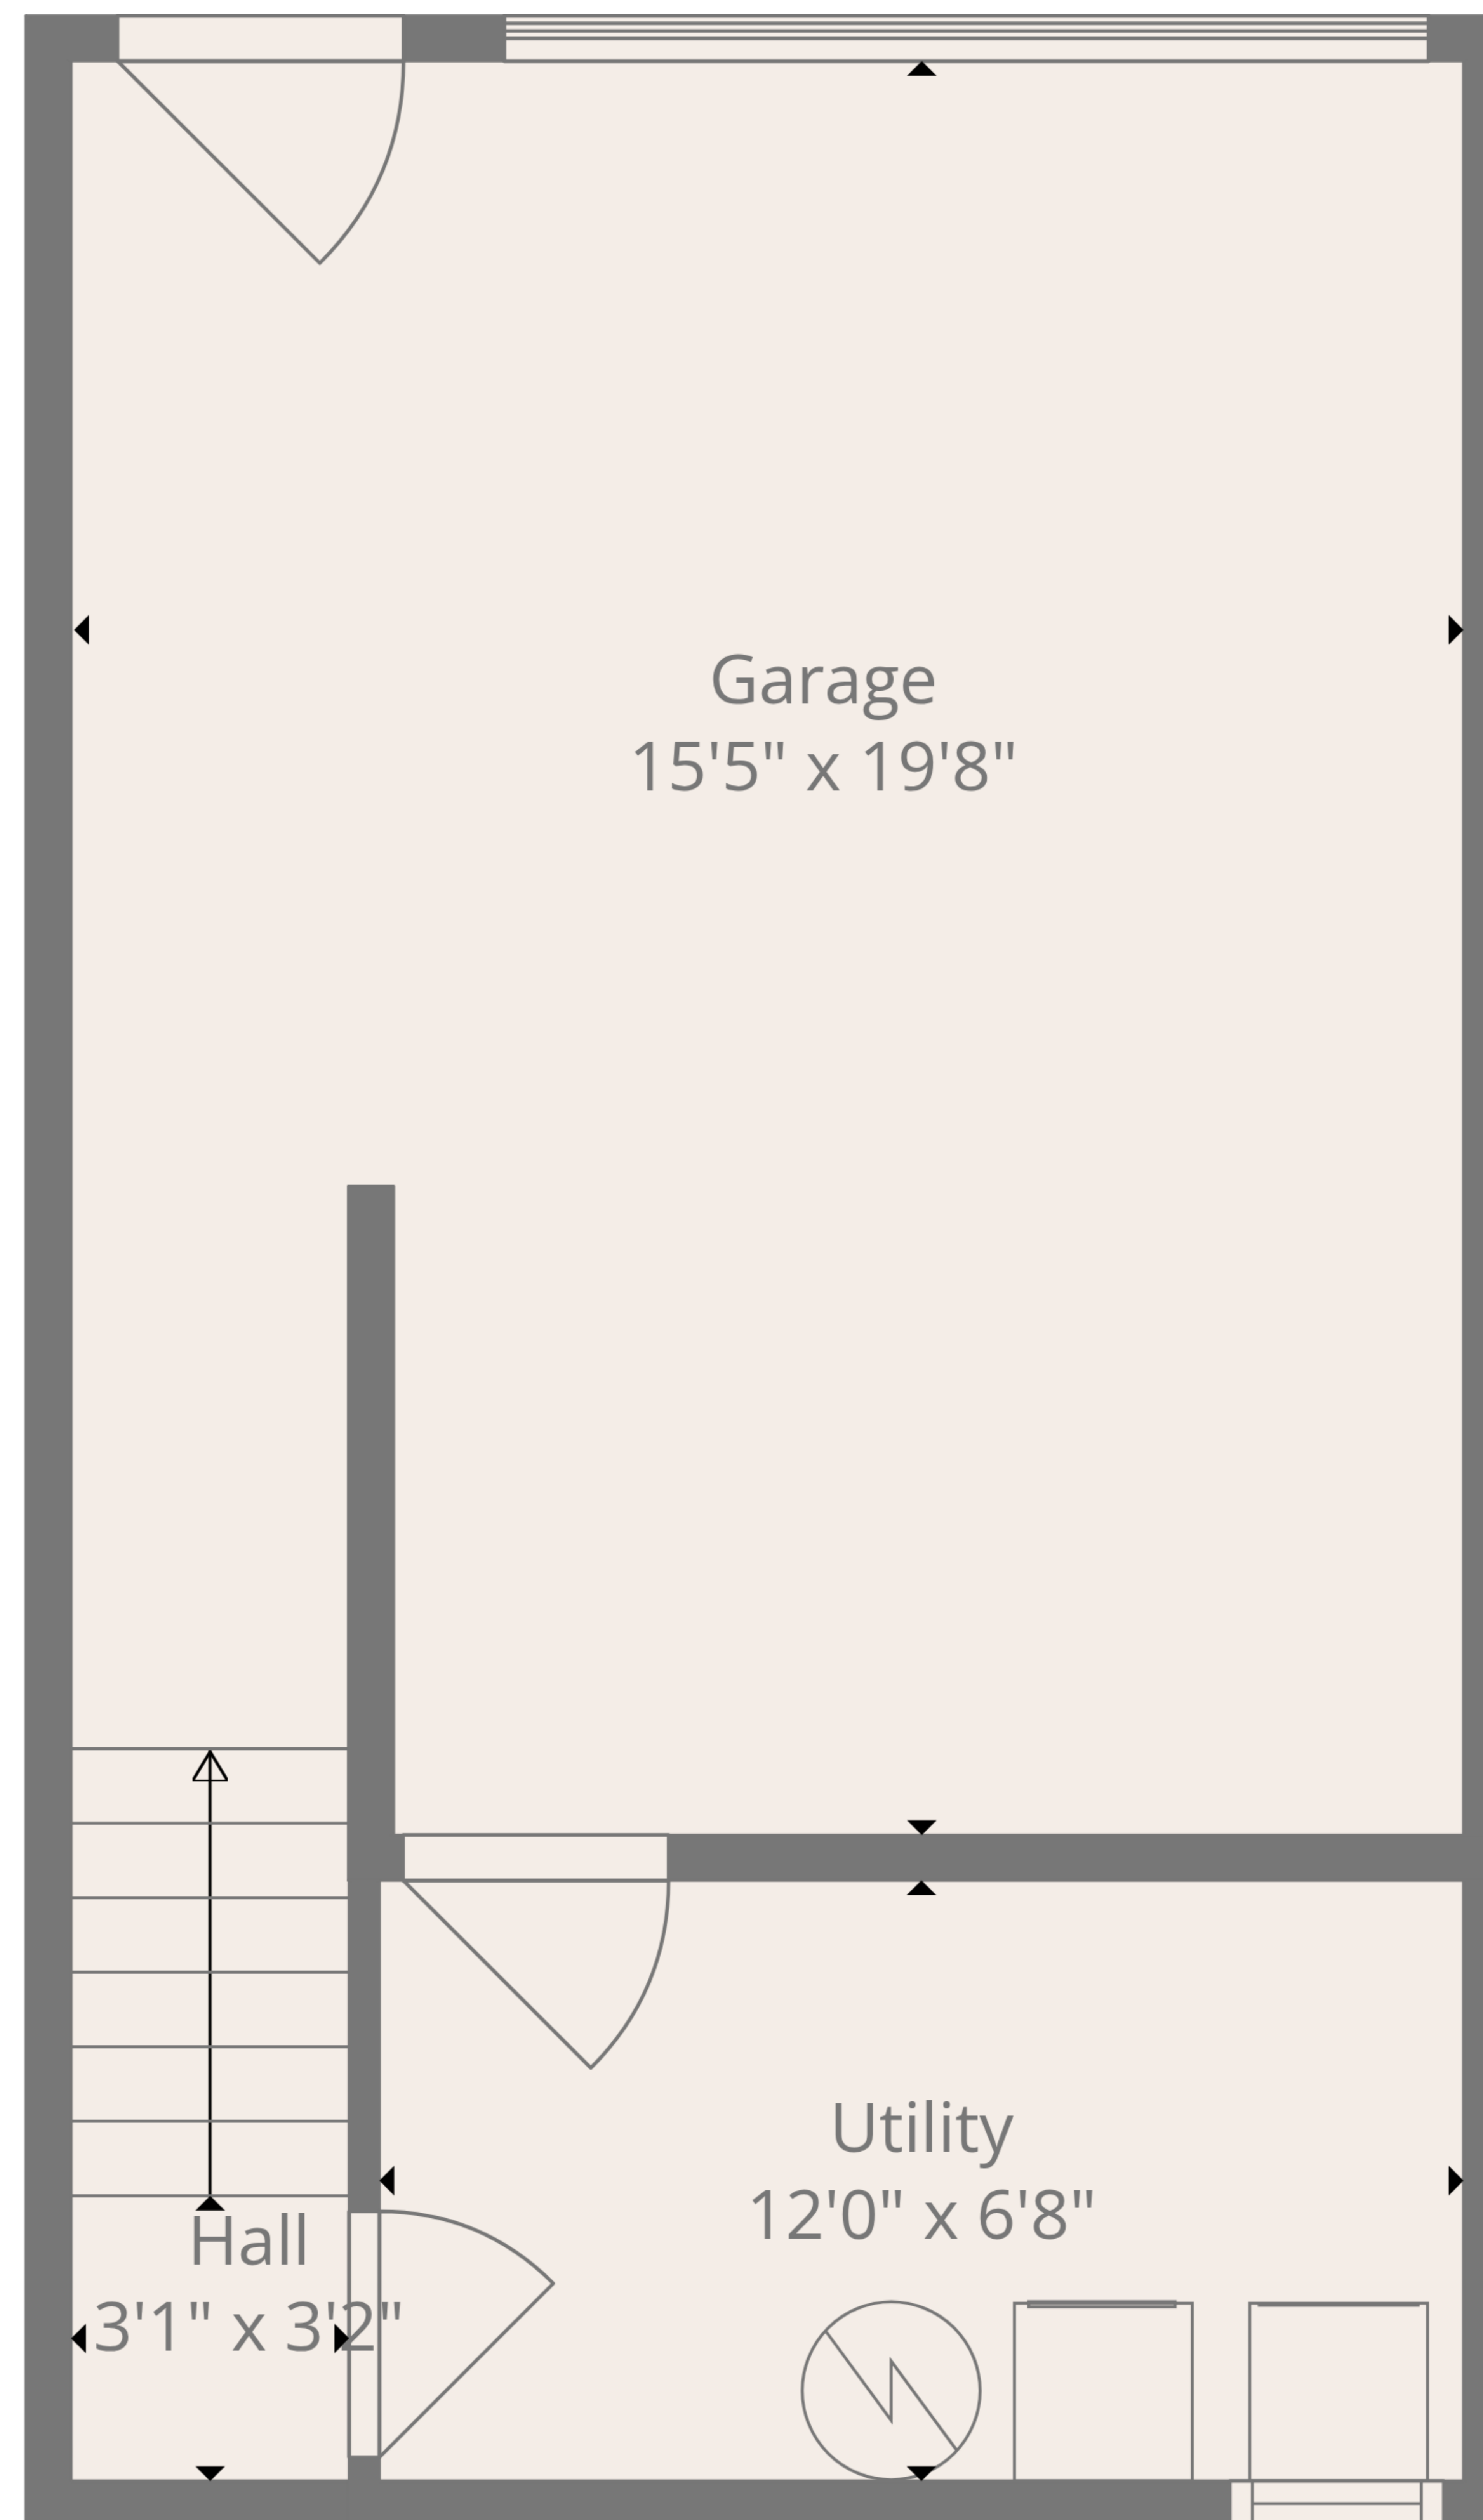 Garage
15'5" x 19'8"
Utility
12'0" x 6'8"
Hall
3'1" x 3'2"